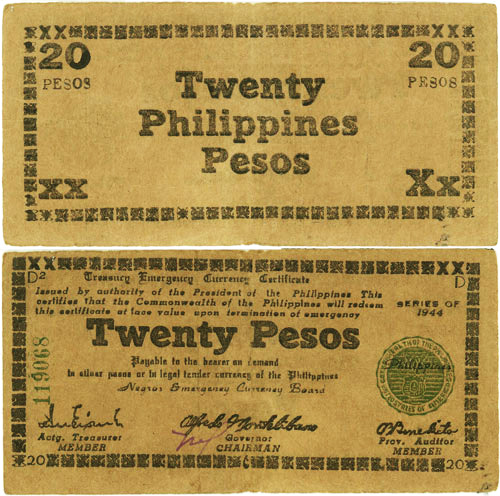 XX XX
20 20
PESOS PESOS
Twenty
Philippines
Pesos
XX Xx
XX XX
D2 D
Treasury Emergency Currency Certificate
Issued by authority of the President of the Philippines This
certifies that the Commonwealth of the Philippines will redeem
this certificate at face value upon termination of emergency
SERIES OF
1944
Twenty Pesos
119068
Payable to the bearer on demand
in silver pesos or in legal tender currency of the Philippines
Negros Emergency Currency Board
Philippines
Actg. Treasurer Governor Prov. Auditor
MEMBER CHAIRMAN MEMBER
20 20